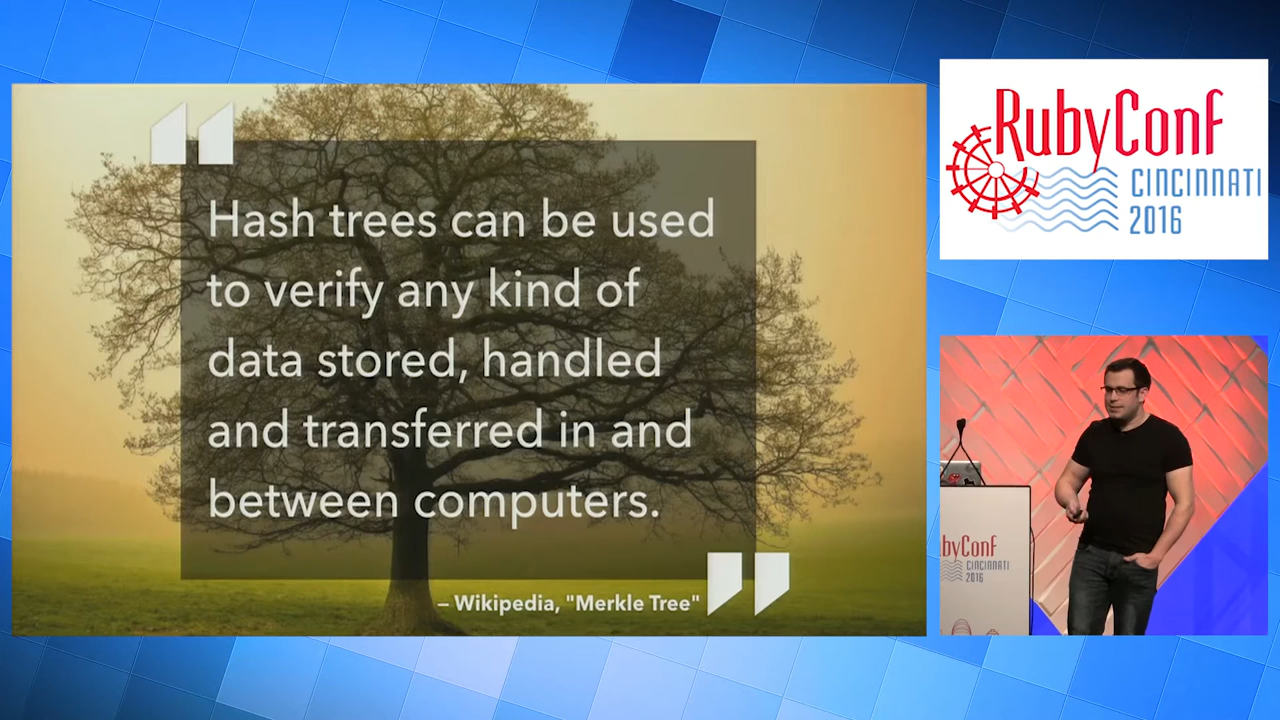 Hash trees can be used
to verify any kind of
data stored, handled
and transferred in and
between computers.
– Wikipedia, "Merkle Tree"
RubyConf
CINCINNATI
2016
byConf
CINCINNATI
2016